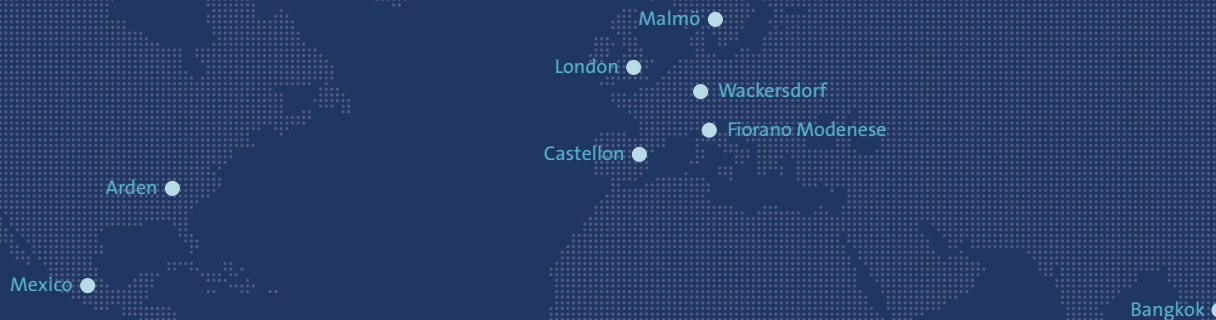 Malmö
London
Wackersdorf
Fiorano Modenese
Castellon
Arden
Mexico
Bangkok